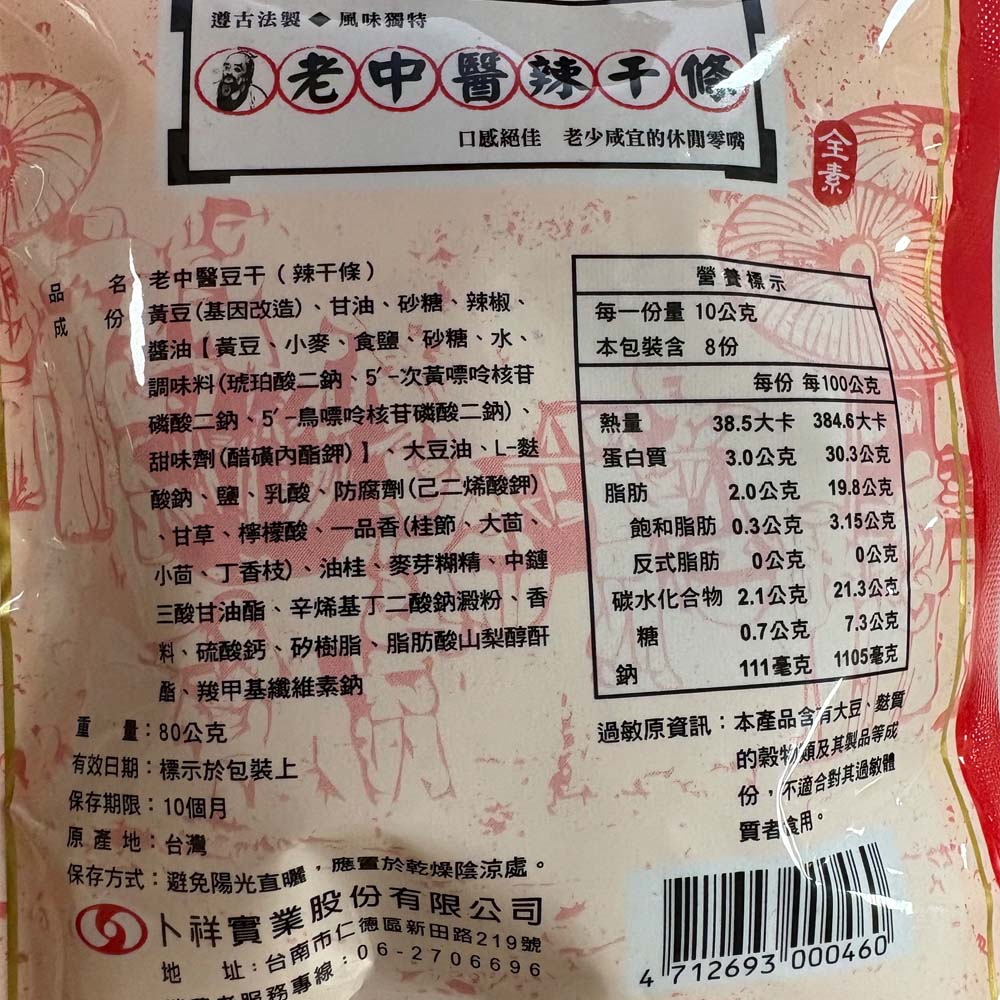 遵古法製◆風味獨特
老中醫辣干條
口感絕佳 老少咸宜的休閒零嘴
全素
品名 老中醫豆干(辣干條)
成份 黃豆(基因改造)、甘油、砂糖、辣椒、
醬油【黃豆、小麥、食鹽、砂糖、水、
調味料(琥珀酸二鈉、5′-次黃嘌呤核苷
磷酸二鈉、5′-鳥嘌呤核苷磷酸二鈉)、
甜味劑(醋磺內酯鉀)】、大豆油、L-麩
酸鈉、鹽、乳酸、防腐劑(己二烯酸鉀)
、甘草、檸檬酸、一品香(桂節、大茴、
小茴、丁香枝)、油桂、麥芽糊精、中鏈
三酸甘油酯、辛烯基丁二酸鈉澱粉、香
料、硫酸鈣、矽樹脂、脂肪酸山梨醇酐
酯、羧甲基纖維素鈉
重量:80公克
有效日期:標示於包裝上
保存期限:10個月
原產地:台灣
保存方式:避免陽光直曬,應置於乾燥陰涼處。
卜祥實業股份有限公司
地址:台南市仁德區新田路219號
服務專線:06-2706696
營養標示
每一份量 10公克
本包裝含 8份
每份 每100公克
熱量 38.5大卡 384.6大卡
蛋白質 3.0公克 30.3公克
脂肪 2.0公克 19.8公克
飽和脂肪 0.3公克 3.15公克
反式脂肪 0公克 0公克
碳水化合物 2.1公克 21.3公克
糖 0.7公克 7.3公克
鈉 111毫克 1105毫克
過敏原資訊:本產品含有大豆、麩質
的穀物類及其製品等成
份,不適合對其過敏體
質者食用。
4 712693 000460